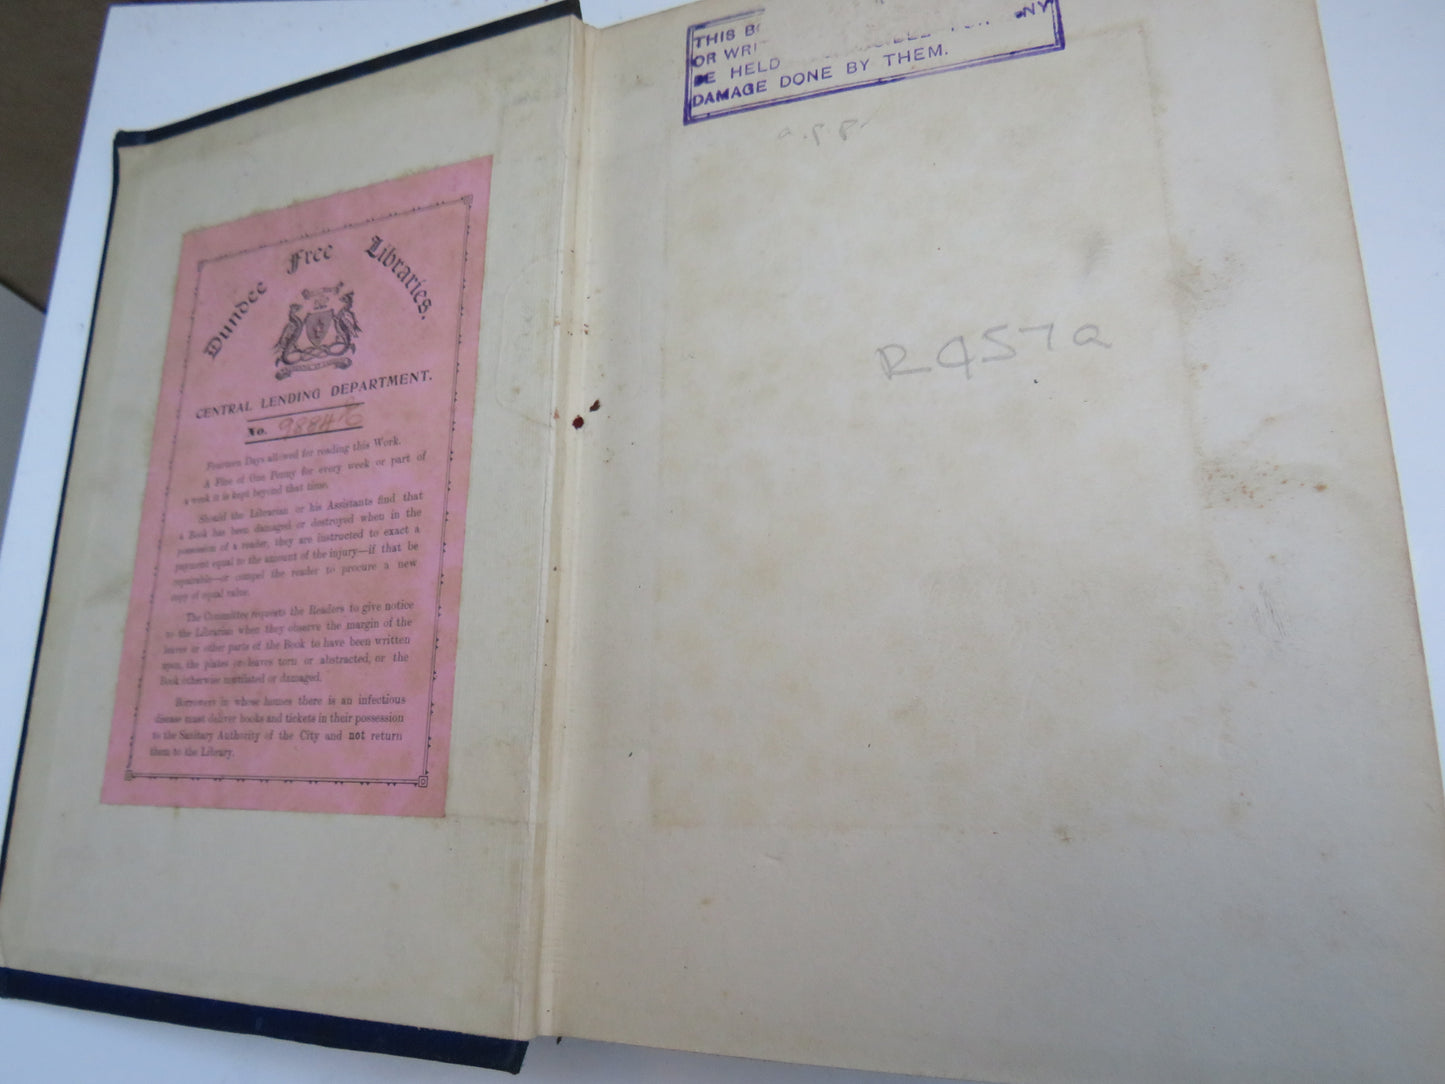 Dundee Free Libraries.
CENTRAL LENDING DEPARTMENT.
No.
Fourteen Days allowed for reading this Work.
A Fine of One Penny for every week or part of
a week it is kept beyond that time.
Should the Librarian or his Assistants find that
a Book has been damaged or destroyed when in the
possession of a reader, they are instructed to exact a
payment equal to the amount of the injury—if that be
repairable—or compel the reader to procure a new
copy of equal value.
The Committee requests the Readers to give notice
to the Librarian when they observe the margin of the
leaves or other parts of the Book to have been written
upon, the plates or leaves torn or abstracted, or the
Book otherwise mutilated or damaged.
Borrowers in whose homes there is an infectious
disease must deliver books and tickets in their possession
to the Sanitary Authority of the City and not return
them to the Library.
THIS
OR
BE HELD
DAMAGE DONE BY THEM.
R457a